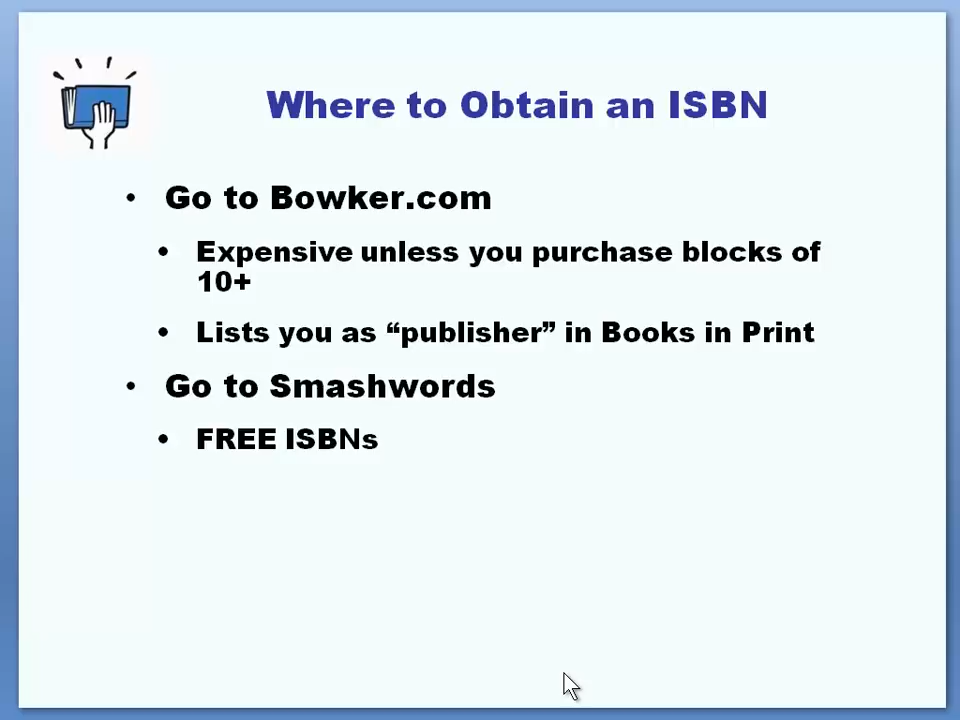 Where to Obtain an ISBN
• Go to Bowker.com
• Expensive unless you purchase blocks of
10+
• Lists you as “publisher” in Books in Print
• Go to Smashwords
• FREE ISBNs